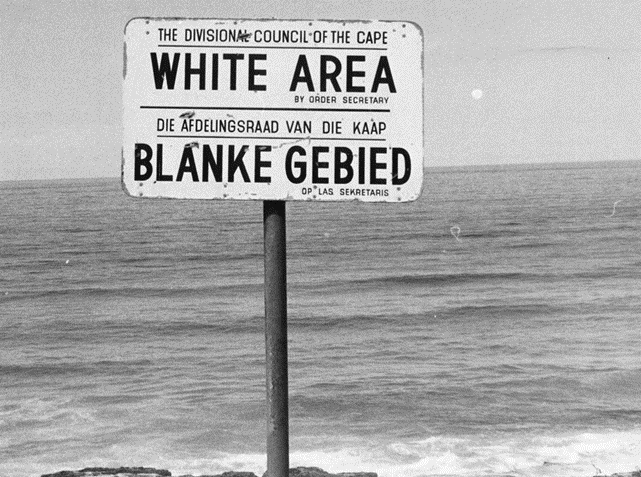 THE DIVISIONAL COUNCIL OF THE CAPE
WHITE AREA
BY ORDER SECRETARY
DIE AFDELINGSRAAD VAN DIE KAAP
BLANKE GEBIED
OP LAS SEKRETARIS